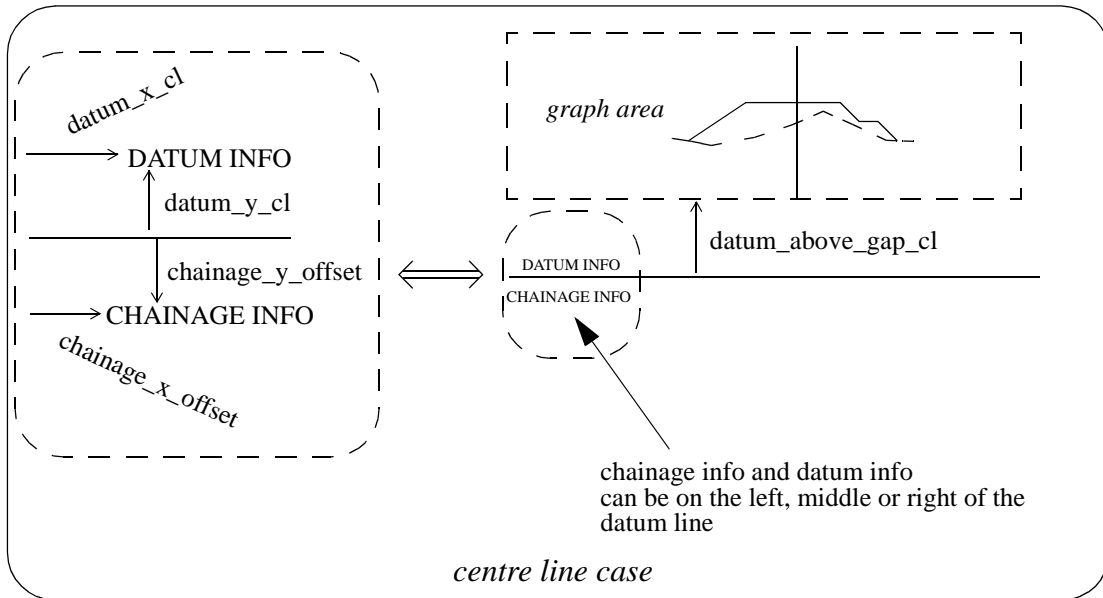 datum_x_cl
DATUM INFO
datum_y_cl
chainage_y_offset
CHAINAGE INFO
chainage_x_offset
graph area
datum_above_gap_cl
DATUM INFO
CHAINAGE INFO
chainage info and datum info
can be on the left, middle or right of the
datum line
centre line case